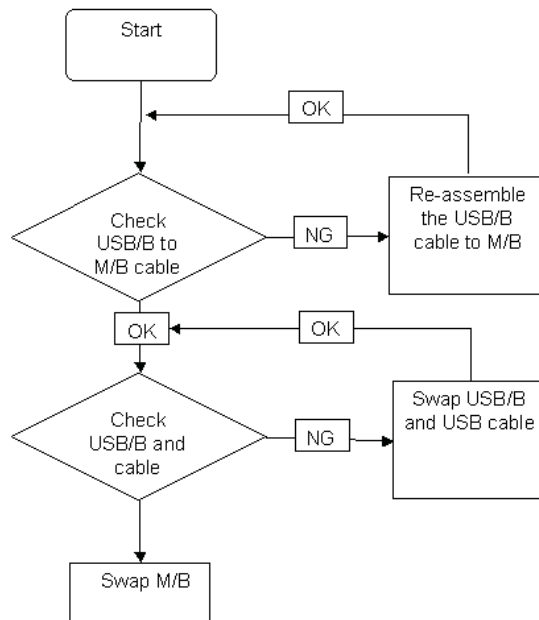 Start
OK
Check
USB/B to
M/B cable
NG
Re-assemble
the USB/B
cable to M/B
OK
OK
Check
USB/B and
cable
NG
Swap USB/B
and USB cable
Swap M/B